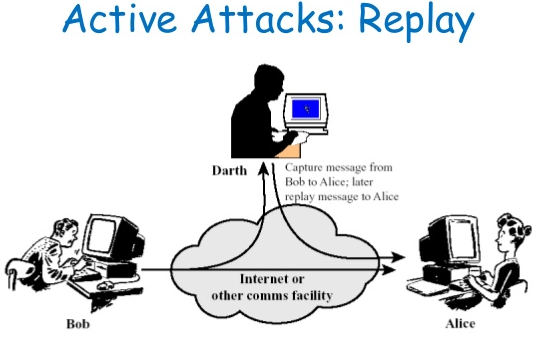 Active Attacks: Replay
Darth
Capture message from
Bob to Alice; later
replay message to Alice
Internet or
other comms facility
Bob
Alice